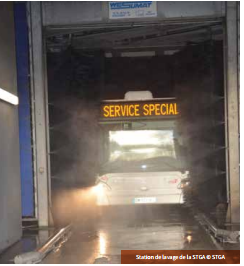 SERVICE SPECIAL
Station de lavage de la STGA © STGA